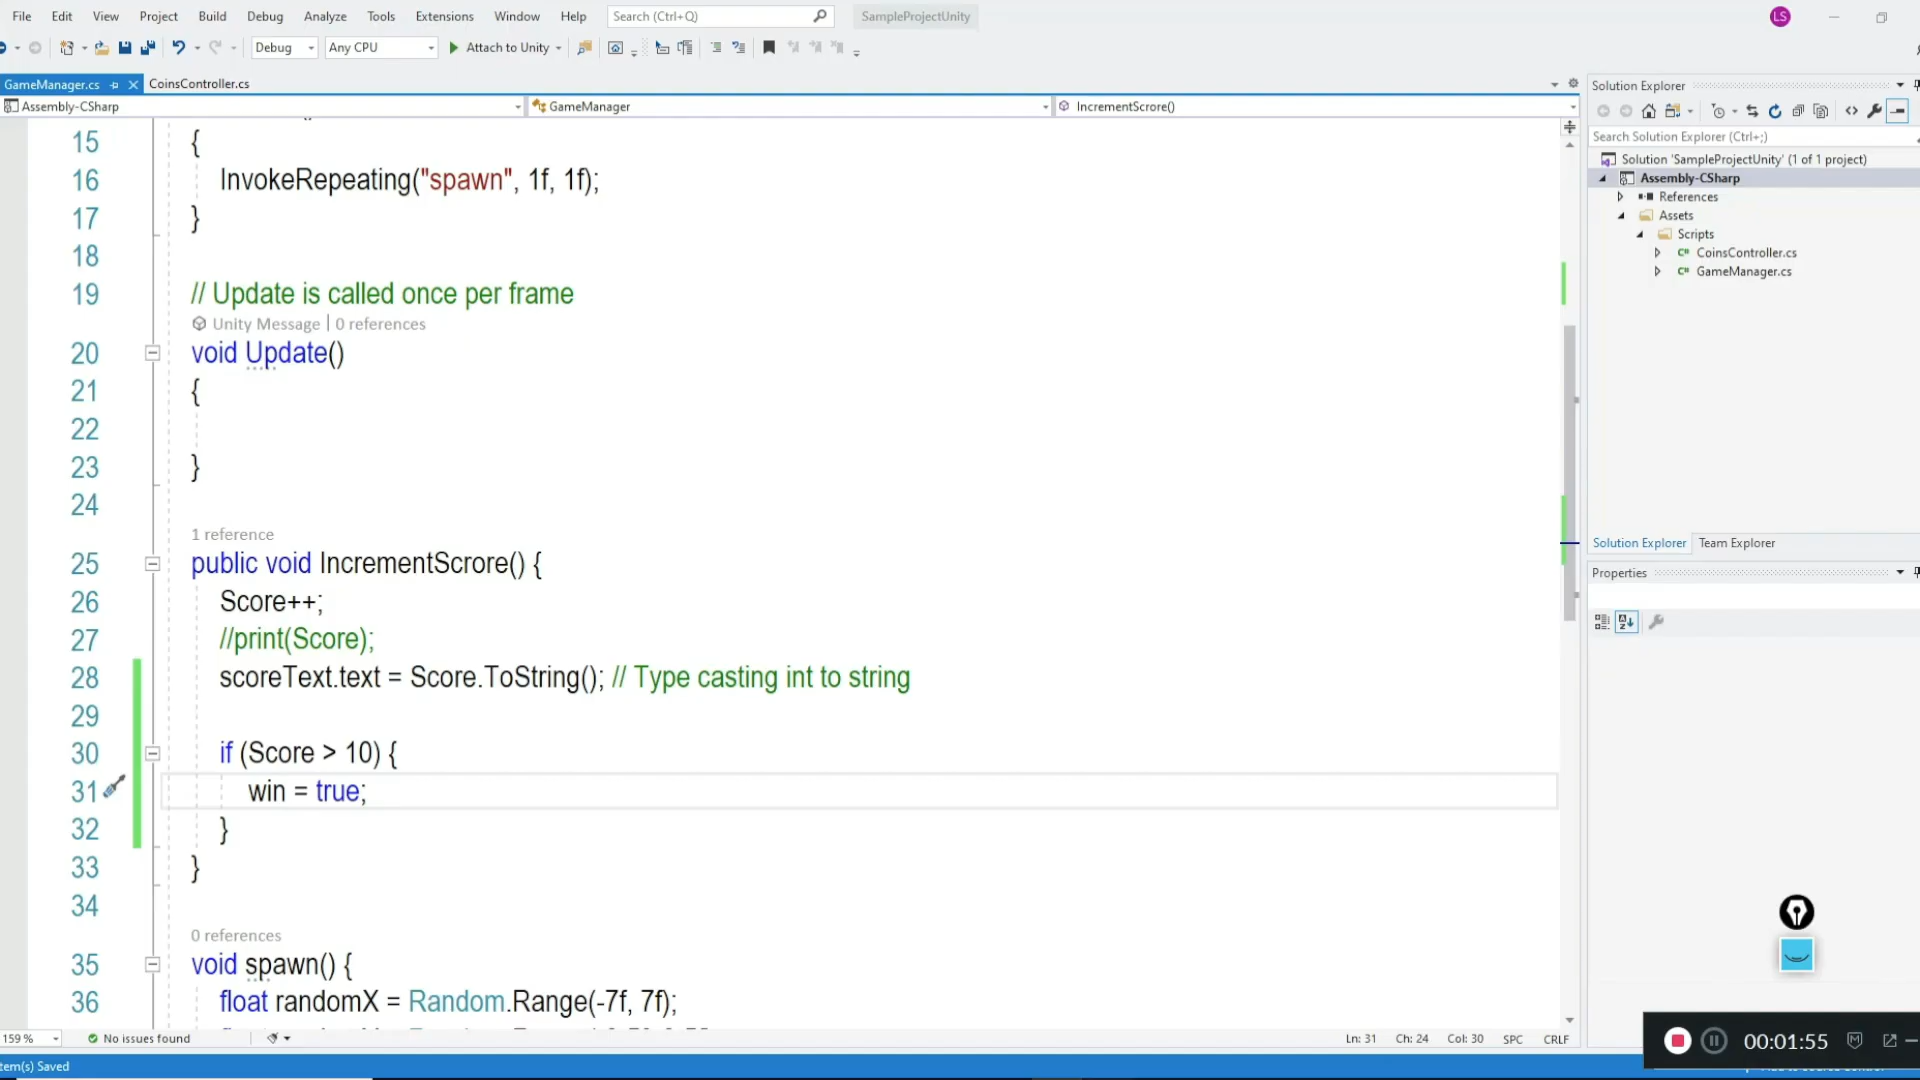 File Edit View Project Build Debug Analyze Tools Extensions Window Help Search (Ctrl+Q) SampleProjectUnity LS
Debug Any CPU Attach to Unity
GameManager.cs CoinsController.cs
Assembly-CSharp GameManager IncrementScrore()
15 {
16 InvokeRepeating("spawn", 1f, 1f);
17 }
18
19 // Update is called once per frame
Unity Message | 0 references
20 void Update()
21 {
22
23 }
24
1 reference
25 public void IncrementScrore() {
26 Score++;
27 //print(Score);
28 scoreText.text = Score.ToString(); // Type casting int to string
29
30 if (Score > 10) {
31 win = true;
32 }
33 }
34
0 references
35 void spawn() {
36 float randomX = Random.Range(-7f, 7f);
159 % No issues found Ln: 31 Ch: 24 Col: 30 SPC CRLF
tem(s) Saved
Solution Explorer
Search Solution Explorer (Ctrl+;)
Solution 'SampleProjectUnity' (1 of 1 project)
Assembly-CSharp
References
Assets
Scripts
C# CoinsController.cs
C# GameManager.cs
Solution Explorer Team Explorer
Properties
00:01:55